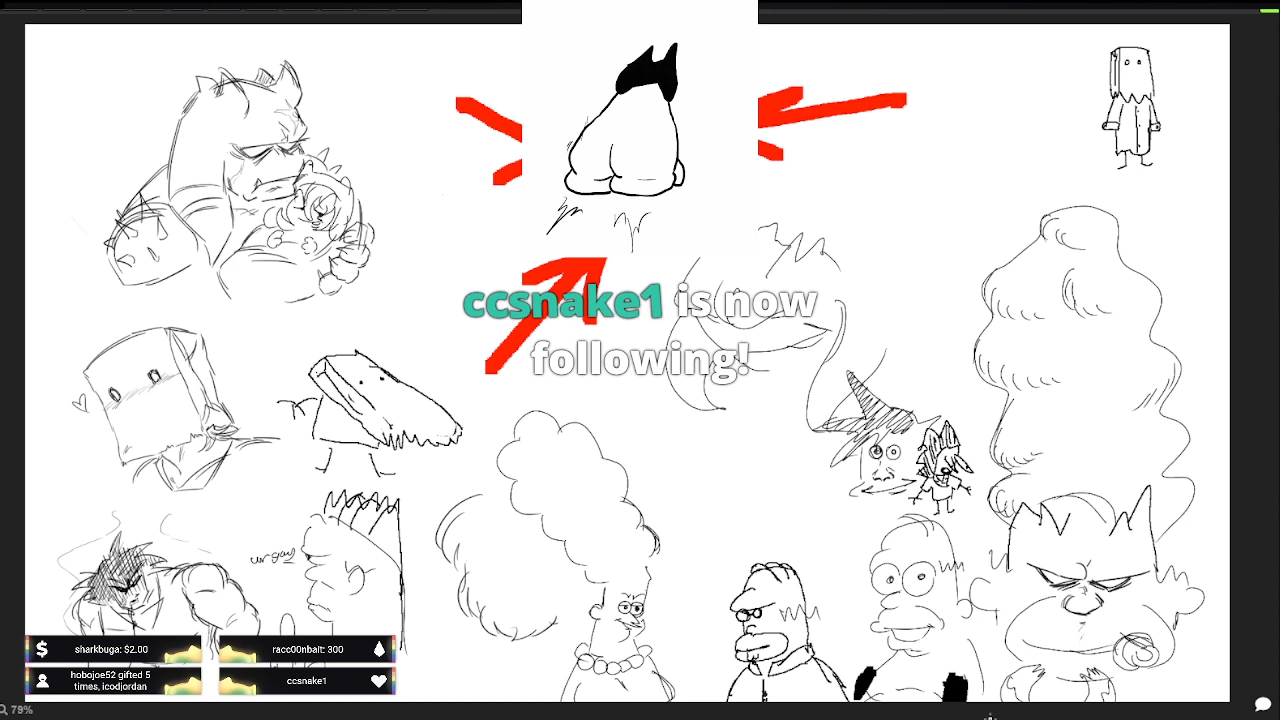 ccsnake1 is now
following!
sharkbuga: $2.00
racc00nbait: 300
hobojoe52 gifted 5
times, icodjordan
ccsnake1
79%